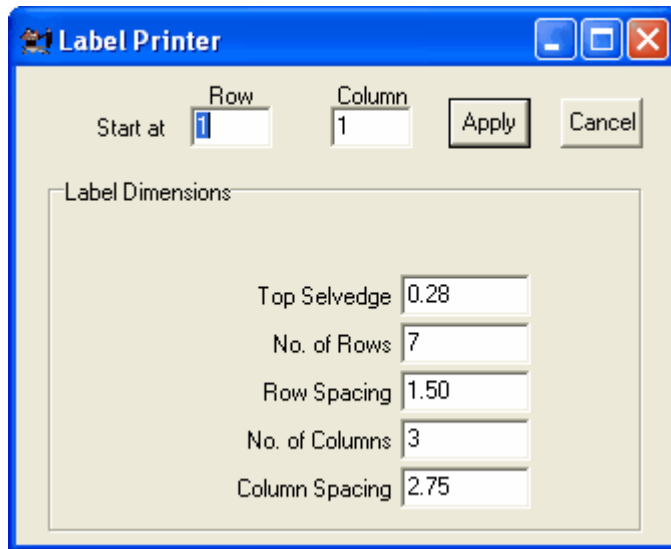 Label Printer
Row Column
Start at 1 1 Apply Cancel
Label Dimensions
Top Selvedge 0.28
No. of Rows 7
Row Spacing 1.50
No. of Columns 3
Column Spacing 2.75